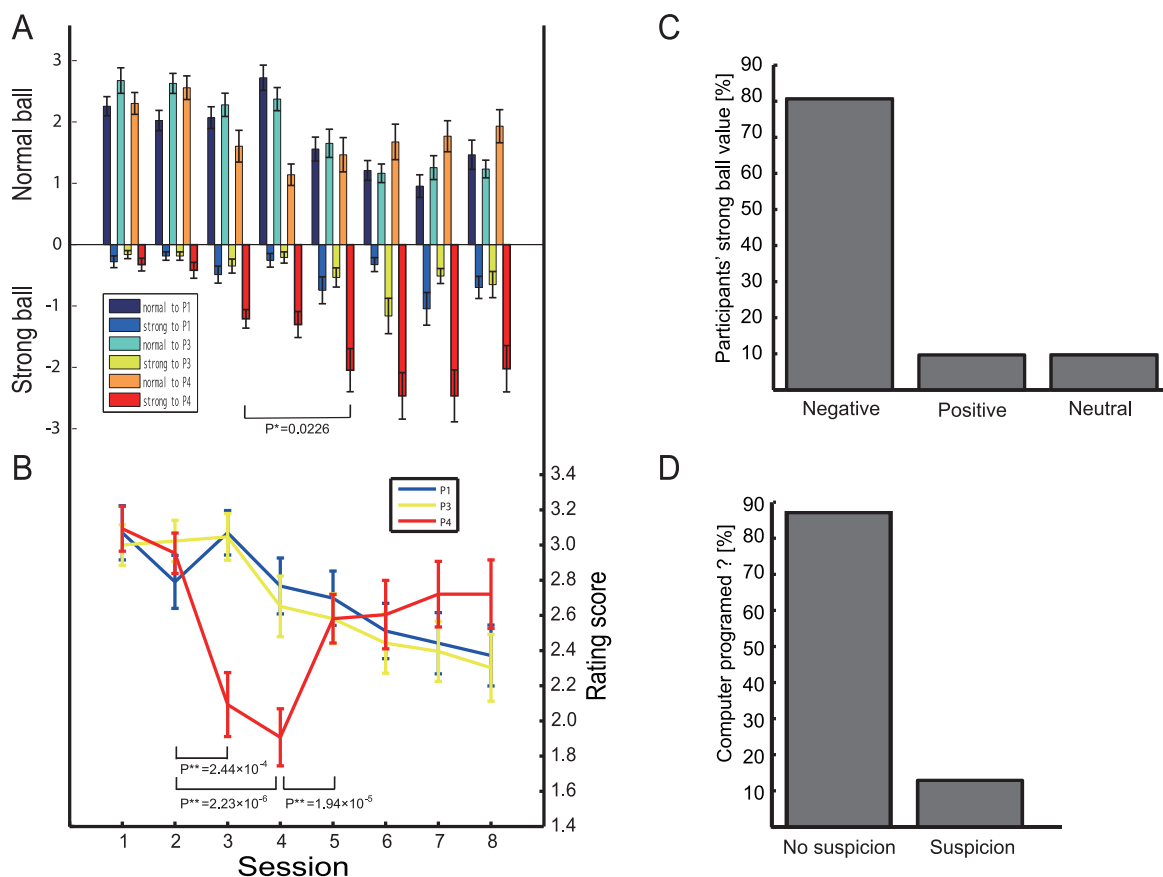 A
Normal ball
Strong ball
3
2
1
0
-1
-2
-3
normal to P1
strong to P1
normal to P3
strong to P3
normal to P4
strong to P4
P*=0.0226
B
P1
P3
P4
3.4
3.2
3.0
2.8
2.6
2.4
2.2
2.0
1.8
1.6
1.4
Rating score
P**=2.44×10⁻⁴
P**=2.23×10⁻⁶
P**=1.94×10⁻⁵
1 2 3 4 5 6 7 8
Session
C
Participants' strong ball value [%]
90
80
70
60
50
40
30
20
10
Negative Positive Neutral
D
Computer programed ? [%]
90
80
70
60
50
40
30
20
10
No suspicion Suspicion